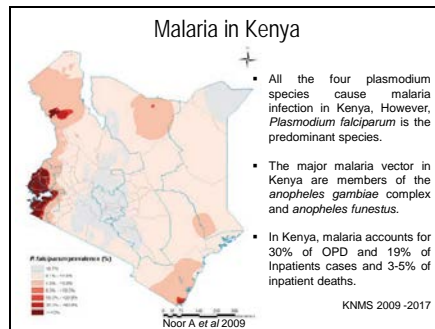 Malaria in Kenya
All the four plasmodium
species cause malaria
infection in Kenya, However,
Plasmodium falciparum is the
predominant species.
The major malaria vector in
Kenya are members of the
anopheles gambiae complex
and anopheles funestus.
In Kenya, malaria accounts for
30% of OPD and 19% of
Inpatients cases and 3-5% of
inpatient deaths.
KNMS 2009 -2017
P. falciparum prevalence (%)
Noor A et al 2009